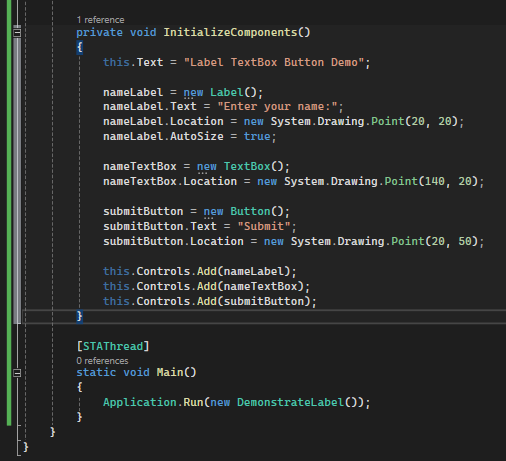 1 reference
private void InitializeComponents()
{
this.Text = "Label TextBox Button Demo";
nameLabel = new Label();
nameLabel.Text = "Enter your name:";
nameLabel.Location = new System.Drawing.Point(20, 20);
nameLabel.AutoSize = true;
nameTextBox = new TextBox();
nameTextBox.Location = new System.Drawing.Point(140, 20);
submitButton = new Button();
submitButton.Text = "Submit";
submitButton.Location = new System.Drawing.Point(20, 50);
this.Controls.Add(nameLabel);
this.Controls.Add(nameTextBox);
this.Controls.Add(submitButton);
}
[STAThread]
0 references
static void Main()
{
Application.Run(new DemonstrateLabel());
}
}
}